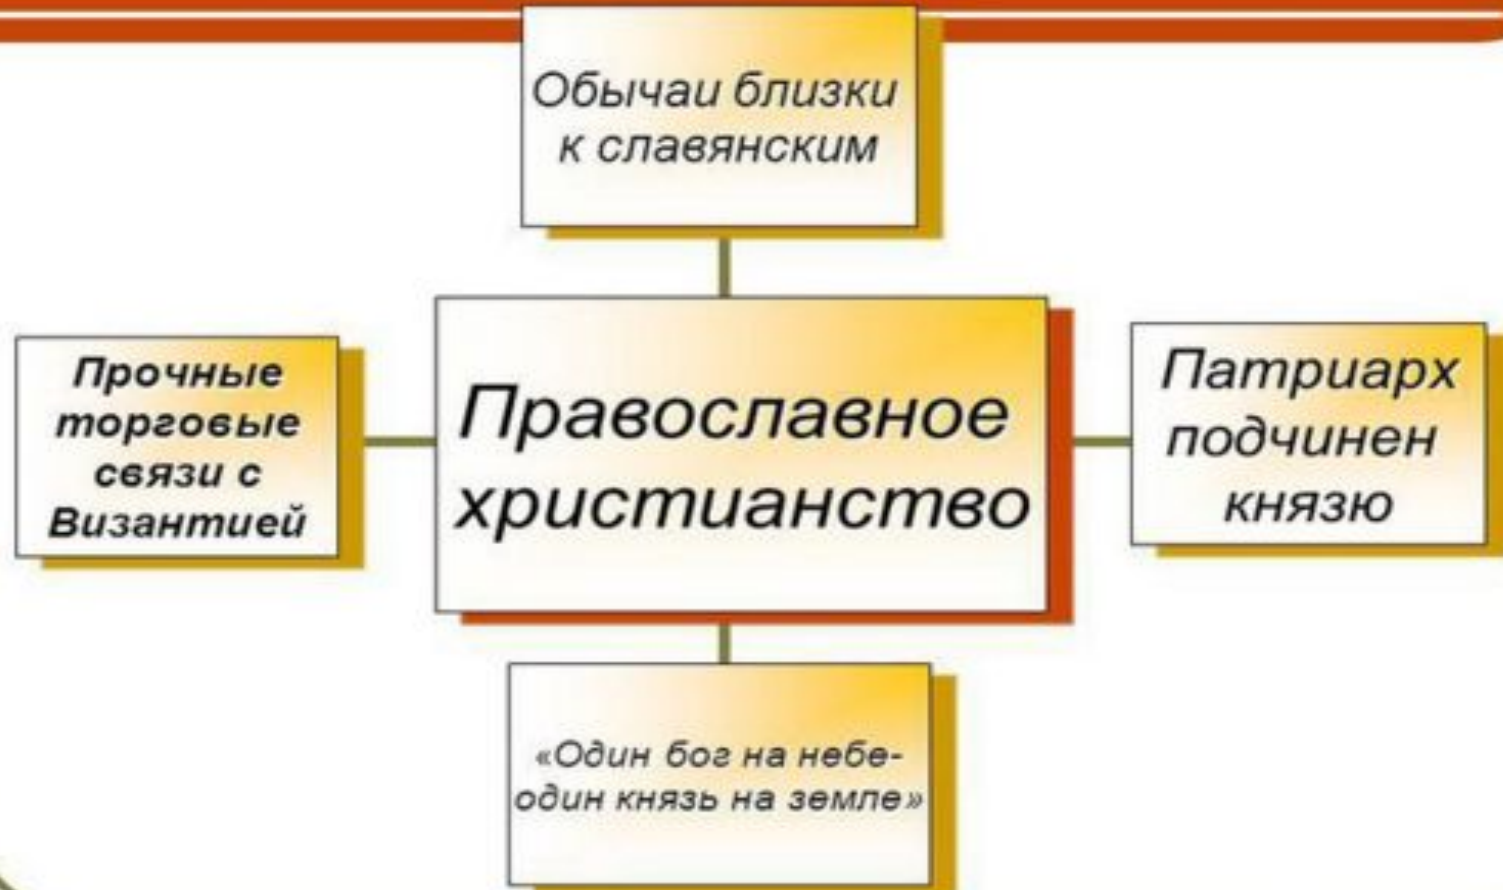 Обычаи близки
к славянским
Прочные
торговые
связи с
Византией
Православное
христианство
Патриарх
подчинен
князю
«Один бог на небе-
один князь на земле»